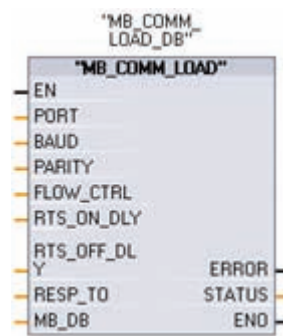 "MB_COMM_
LOAD_DB"
"MB_COMM_LOAD"
EN
PORT
BAUD
PARITY
FLOW_CTRL
RTS_ON_DLY
RTS_OFF_DL
Y ERROR
RESP_TO STATUS
MB_DB ENO